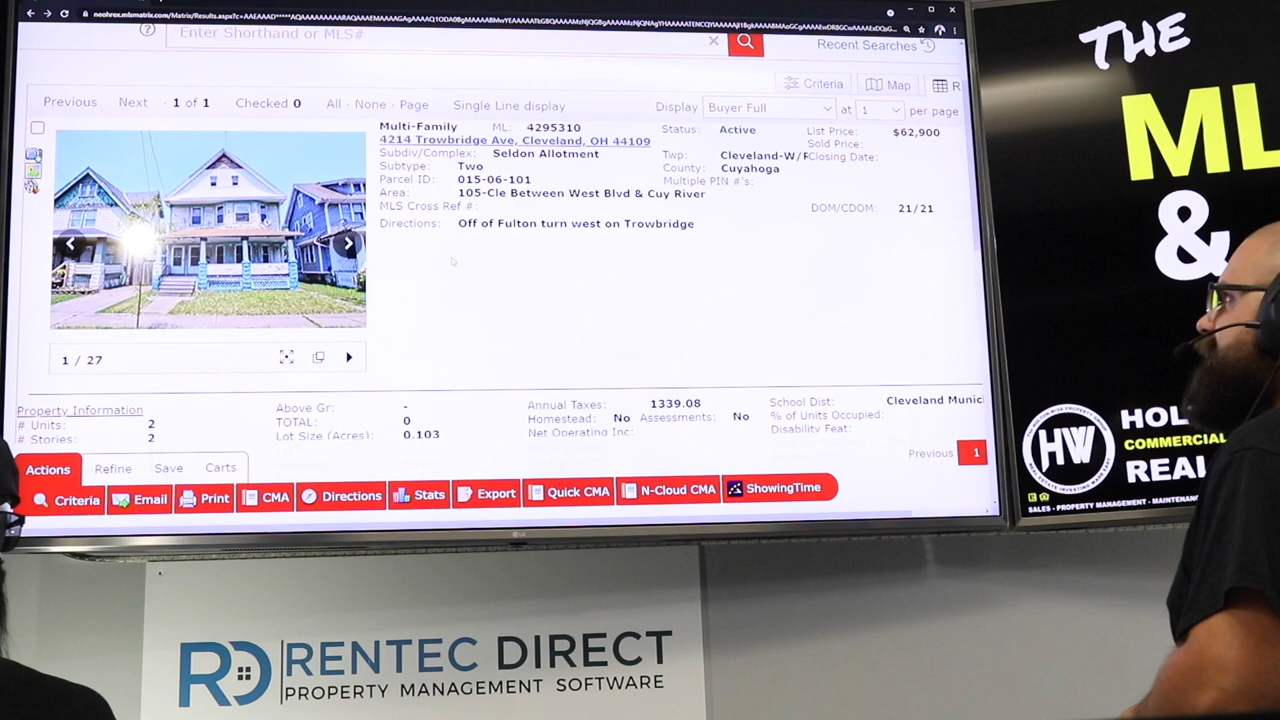 Enter Shorthand or MLS#
Recent Searches
Criteria Map
Previous Next · 1 of 1 Checked 0 All · None · Page Single Line display Display Buyer Full at 1 per page
Multi-Family ML: 4295310 Status: Active List Price: $62,900
4214 Trowbridge Ave, Cleveland, OH 44109 Sold Price:
Subdiv/Complex: Seldon Allotment Twp: Cleveland-W/F Closing Date:
Subtype: Two County: Cuyahoga
Parcel ID: 015-06-101 Multiple PIN #'s:
Area: 105-Cle Between West Blvd & Cuy River
MLS Cross Ref #: DOM/CDOM: 21/21
Directions: Off of Fulton turn west on Trowbridge
1 / 27
Property Information Above Gr: - Annual Taxes: 1339.08 School Dist: Cleveland Munic
# Units: 2 TOTAL: 0 Homestead: No Assessments: No % of Units Occupied:
# Stories: 2 Lot Size (Acres): 0.103 Net Operating Inc: Disability Feat:
Previous 1
Actions Refine Save Carts
Criteria Email Print CMA Directions Stats Export Quick CMA N-Cloud CMA ShowingTime
LG
THE
ML
&
HW
HOL
COMMERCIAL
REAL
SALES - PROPERTY MANAGEMENT - MAINTENANC
RD RENTEC DIRECT
PROPERTY MANAGEMENT SOFTWARE